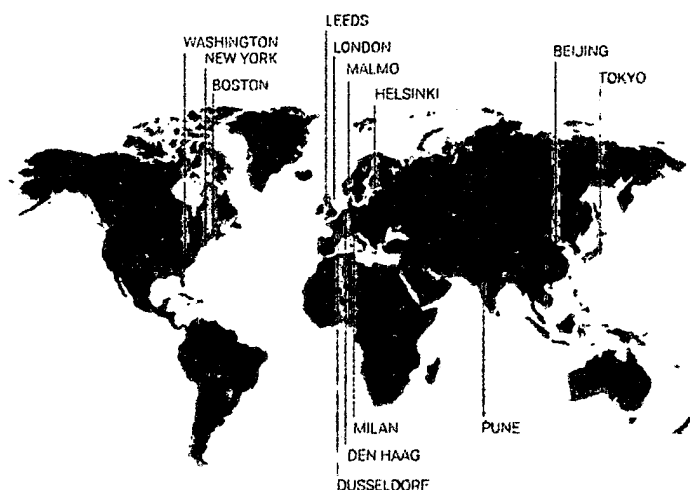 LEEDS
WASHINGTON
LONDON
BEIJING
NEW YORK
MALMO
TOKYO
BOSTON
HELSINKI
MILAN
PUNE
DEN HAAG
DUSSELDORF